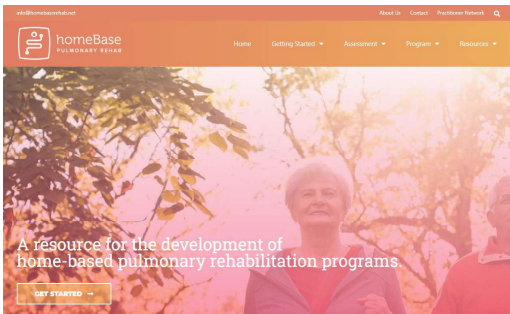 info@homebaserehab.net
About Us Contact Practitioner Network
homeBase
PULMONARY REHAB
Home Getting Started Assessment Program Resources
A resource for the development of
home-based pulmonary rehabilitation programs.
GET STARTED →